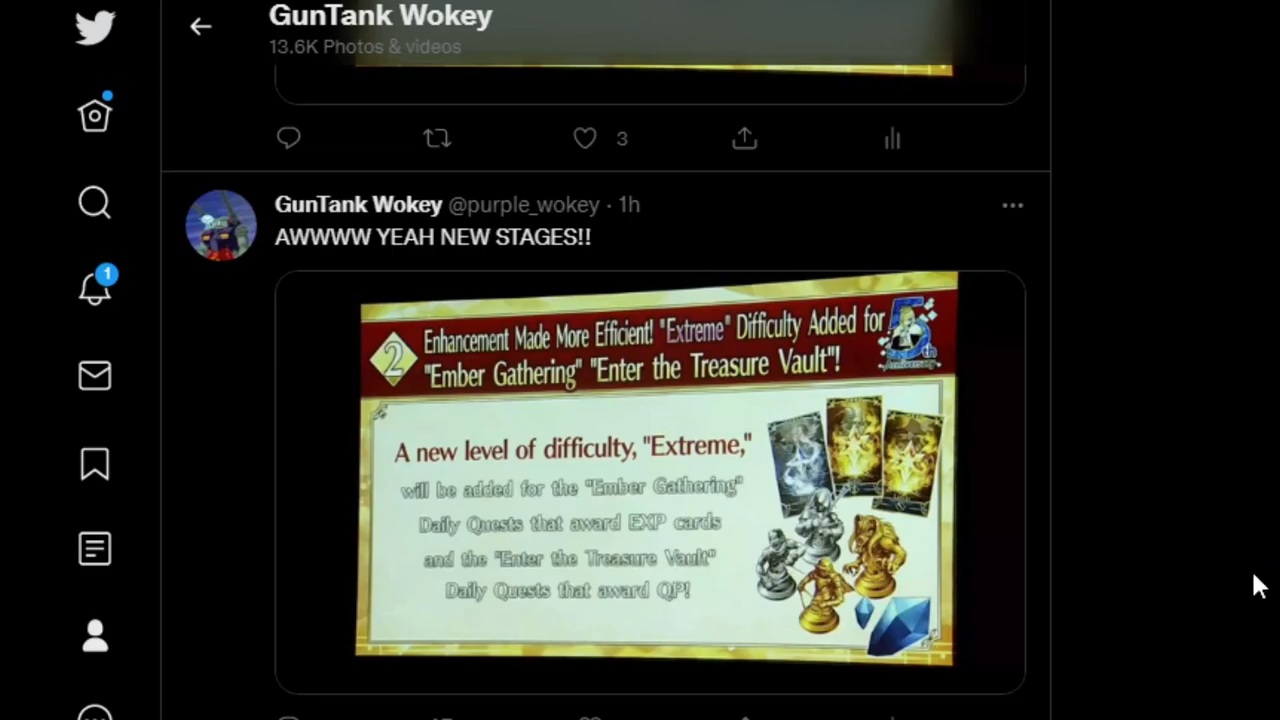 GunTank Wokey
13.6K Photos & videos
3
GunTank Wokey @purple_wokey · 1h
AWWWW YEAH NEW STAGES!!
1
2
Enhancement Made More Efficient! "Extreme" Difficulty Added for
"Ember Gathering" "Enter the Treasure Vault"!
5th
Anniversary
A new level of difficulty, "Extreme,"
will be added for the "Ember Gathering"
Daily Quests that award EXP cards
and the "Enter the Treasure Vault"
Daily Quests that award QP!